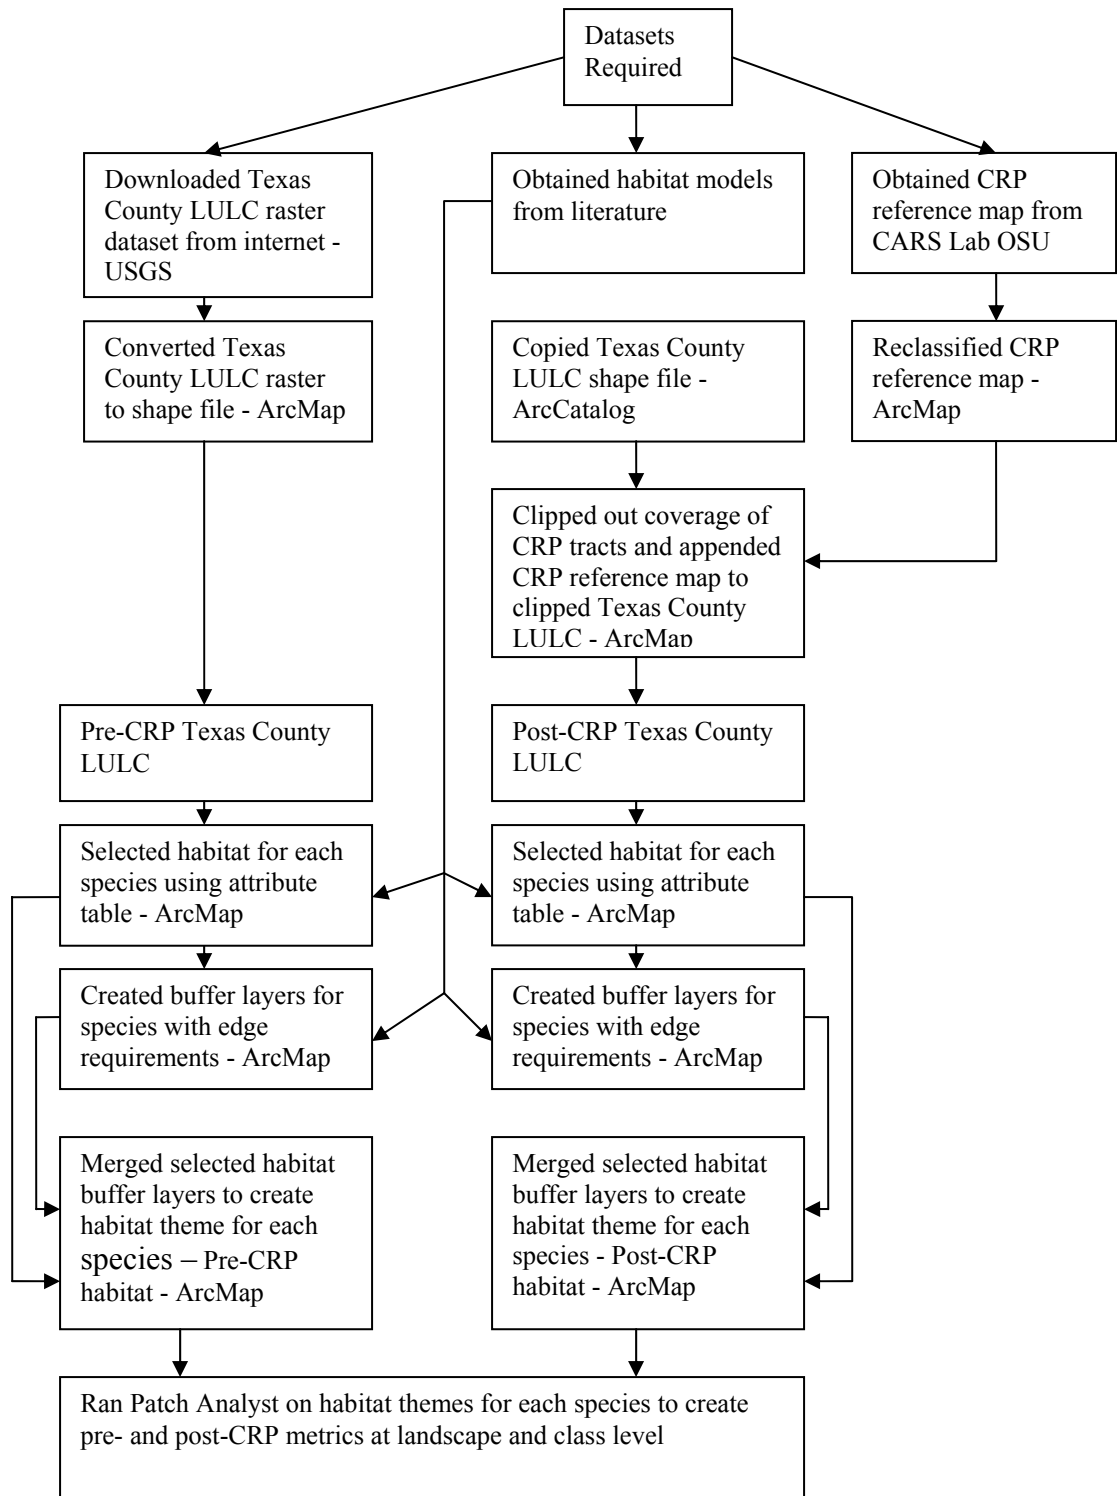 Datasets
Required
Downloaded Texas
County LULC raster
dataset from internet -
USGS
Obtained habitat models
from literature
Obtained CRP
reference map from
CARS Lab OSU
Converted Texas
County LULC raster
to shape file - ArcMap
Copied Texas County
LULC shape file -
ArcCatalog
Reclassified CRP
reference map -
ArcMap
Clipped out coverage of
CRP tracts and appended
CRP reference map to
clipped Texas County
LULC - ArcMap
Pre-CRP Texas County
LULC
Post-CRP Texas County
LULC
Selected habitat for each
species using attribute
table - ArcMap
Selected habitat for each
species using attribute
table - ArcMap
Created buffer layers for
species with edge
requirements - ArcMap
Created buffer layers for
species with edge
requirements - ArcMap
Merged selected habitat
buffer layers to create
habitat theme for each
species – Pre-CRP
habitat - ArcMap
Merged selected habitat
buffer layers to create
habitat theme for each
species - Post-CRP
habitat - ArcMap
Ran Patch Analyst on habitat themes for each species to create
pre- and post-CRP metrics at landscape and class level